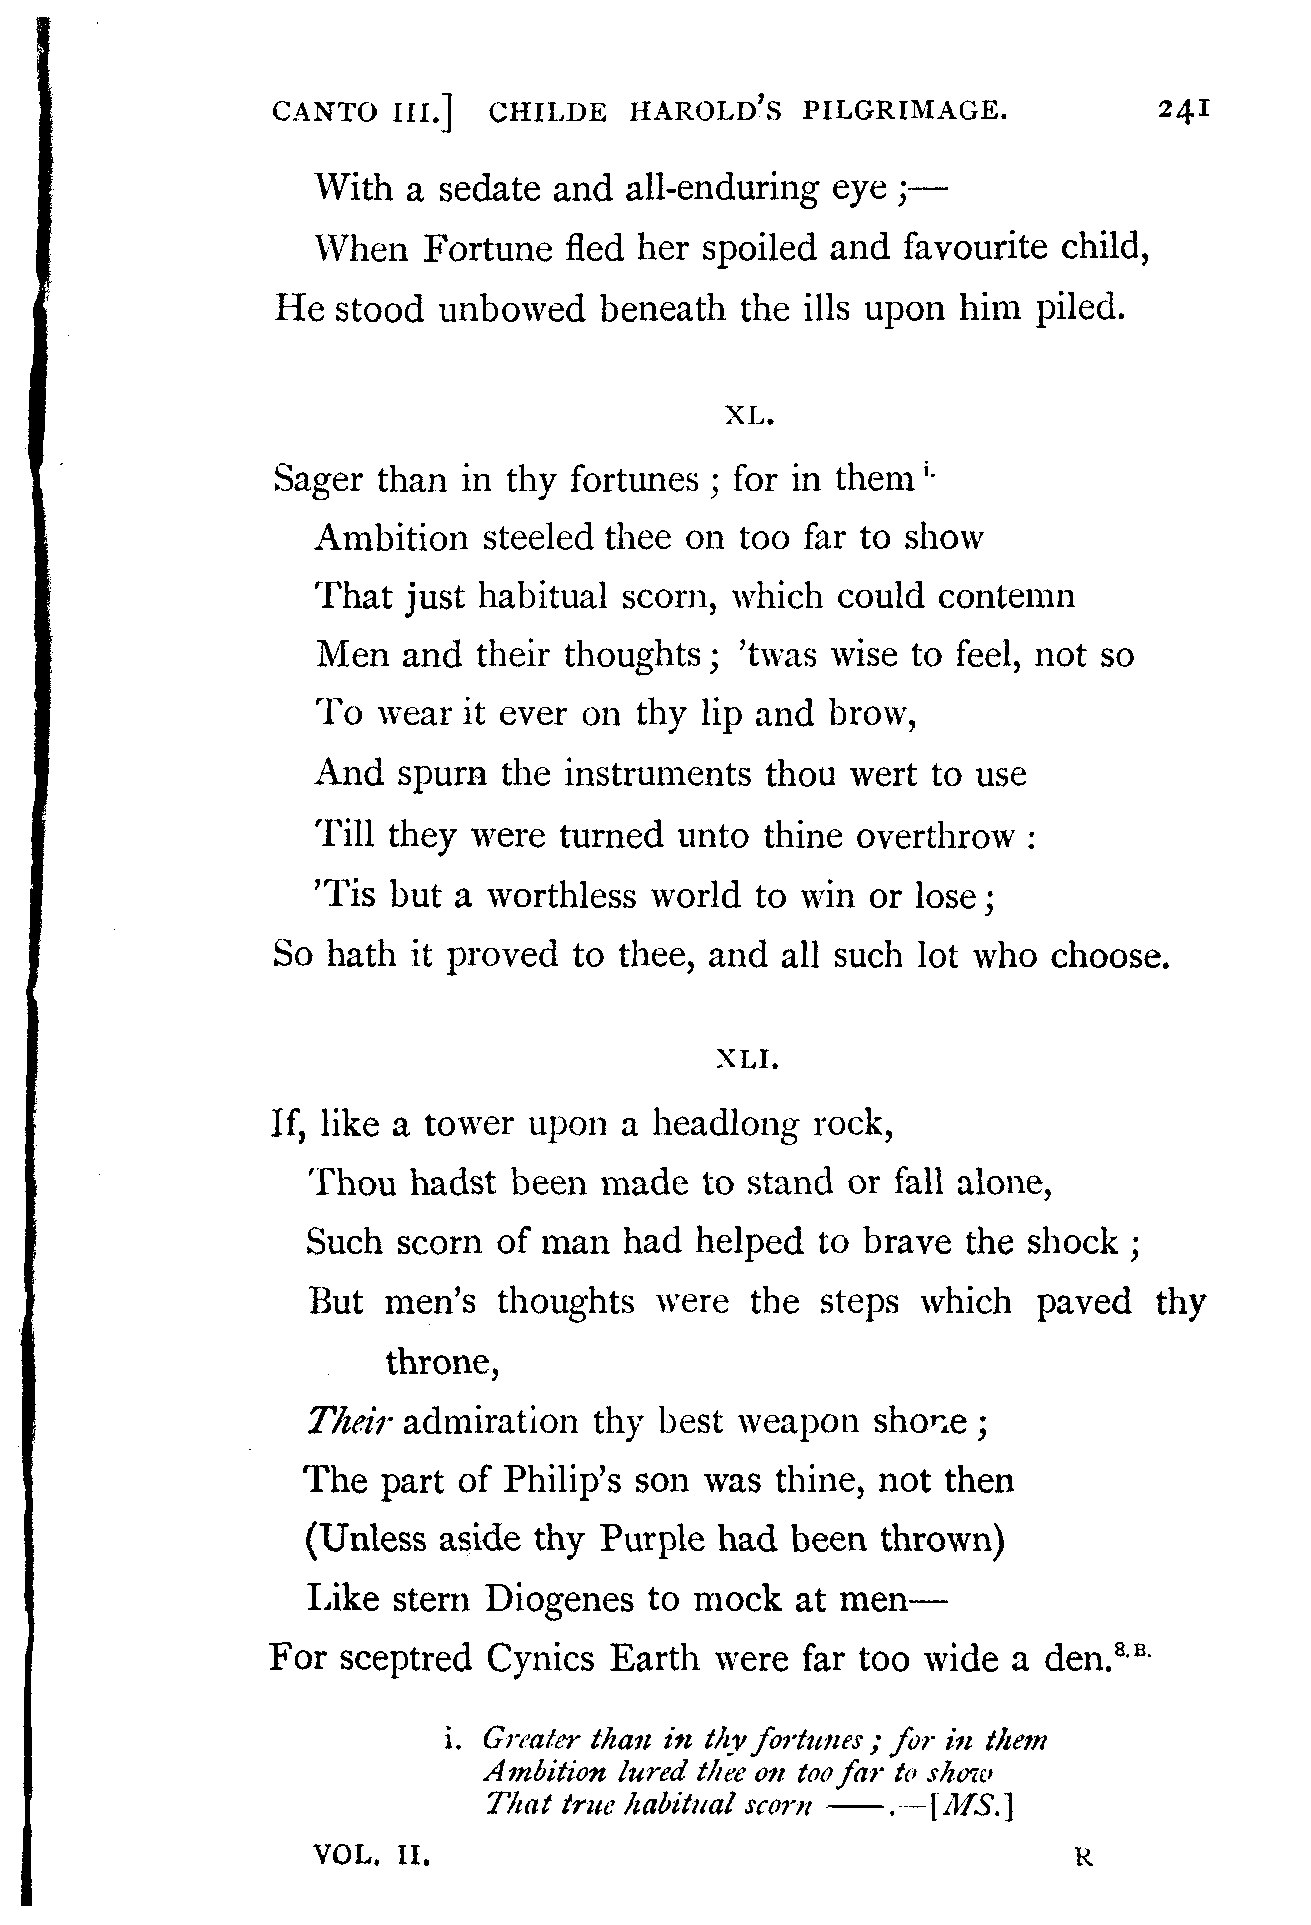 CANTO III.] CHILDE HAROLD'S PILGRIMAGE. 241
With a sedate and all-enduring eye ;—
When Fortune fled her spoiled and favourite child,
He stood unbowed beneath the ills upon him piled.
XL.
Sager than in thy fortunes ; for in them i.
Ambition steeled thee on too far to show
That just habitual scorn, which could contemn
Men and their thoughts ; 'twas wise to feel, not so
To wear it ever on thy lip and brow,
And spurn the instruments thou wert to use
Till they were turned unto thine overthrow :
'Tis but a worthless world to win or lose ;
So hath it proved to thee, and all such lot who choose.
XLI.
If, like a tower upon a headlong rock,
Thou hadst been made to stand or fall alone,
Such scorn of man had helped to brave the shock ;
But men's thoughts were the steps which paved thy
throne,
Their admiration thy best weapon shone ;
The part of Philip's son was thine, not then
(Unless aside thy Purple had been thrown)
Like stern Diogenes to mock at men—
For sceptred Cynics Earth were far too wide a den.8.B.
i. Greater than in thy fortunes ; for in them
Ambition lured thee on too far to show
That true habitual scorn ——.—[MS.]
VOL. II. R